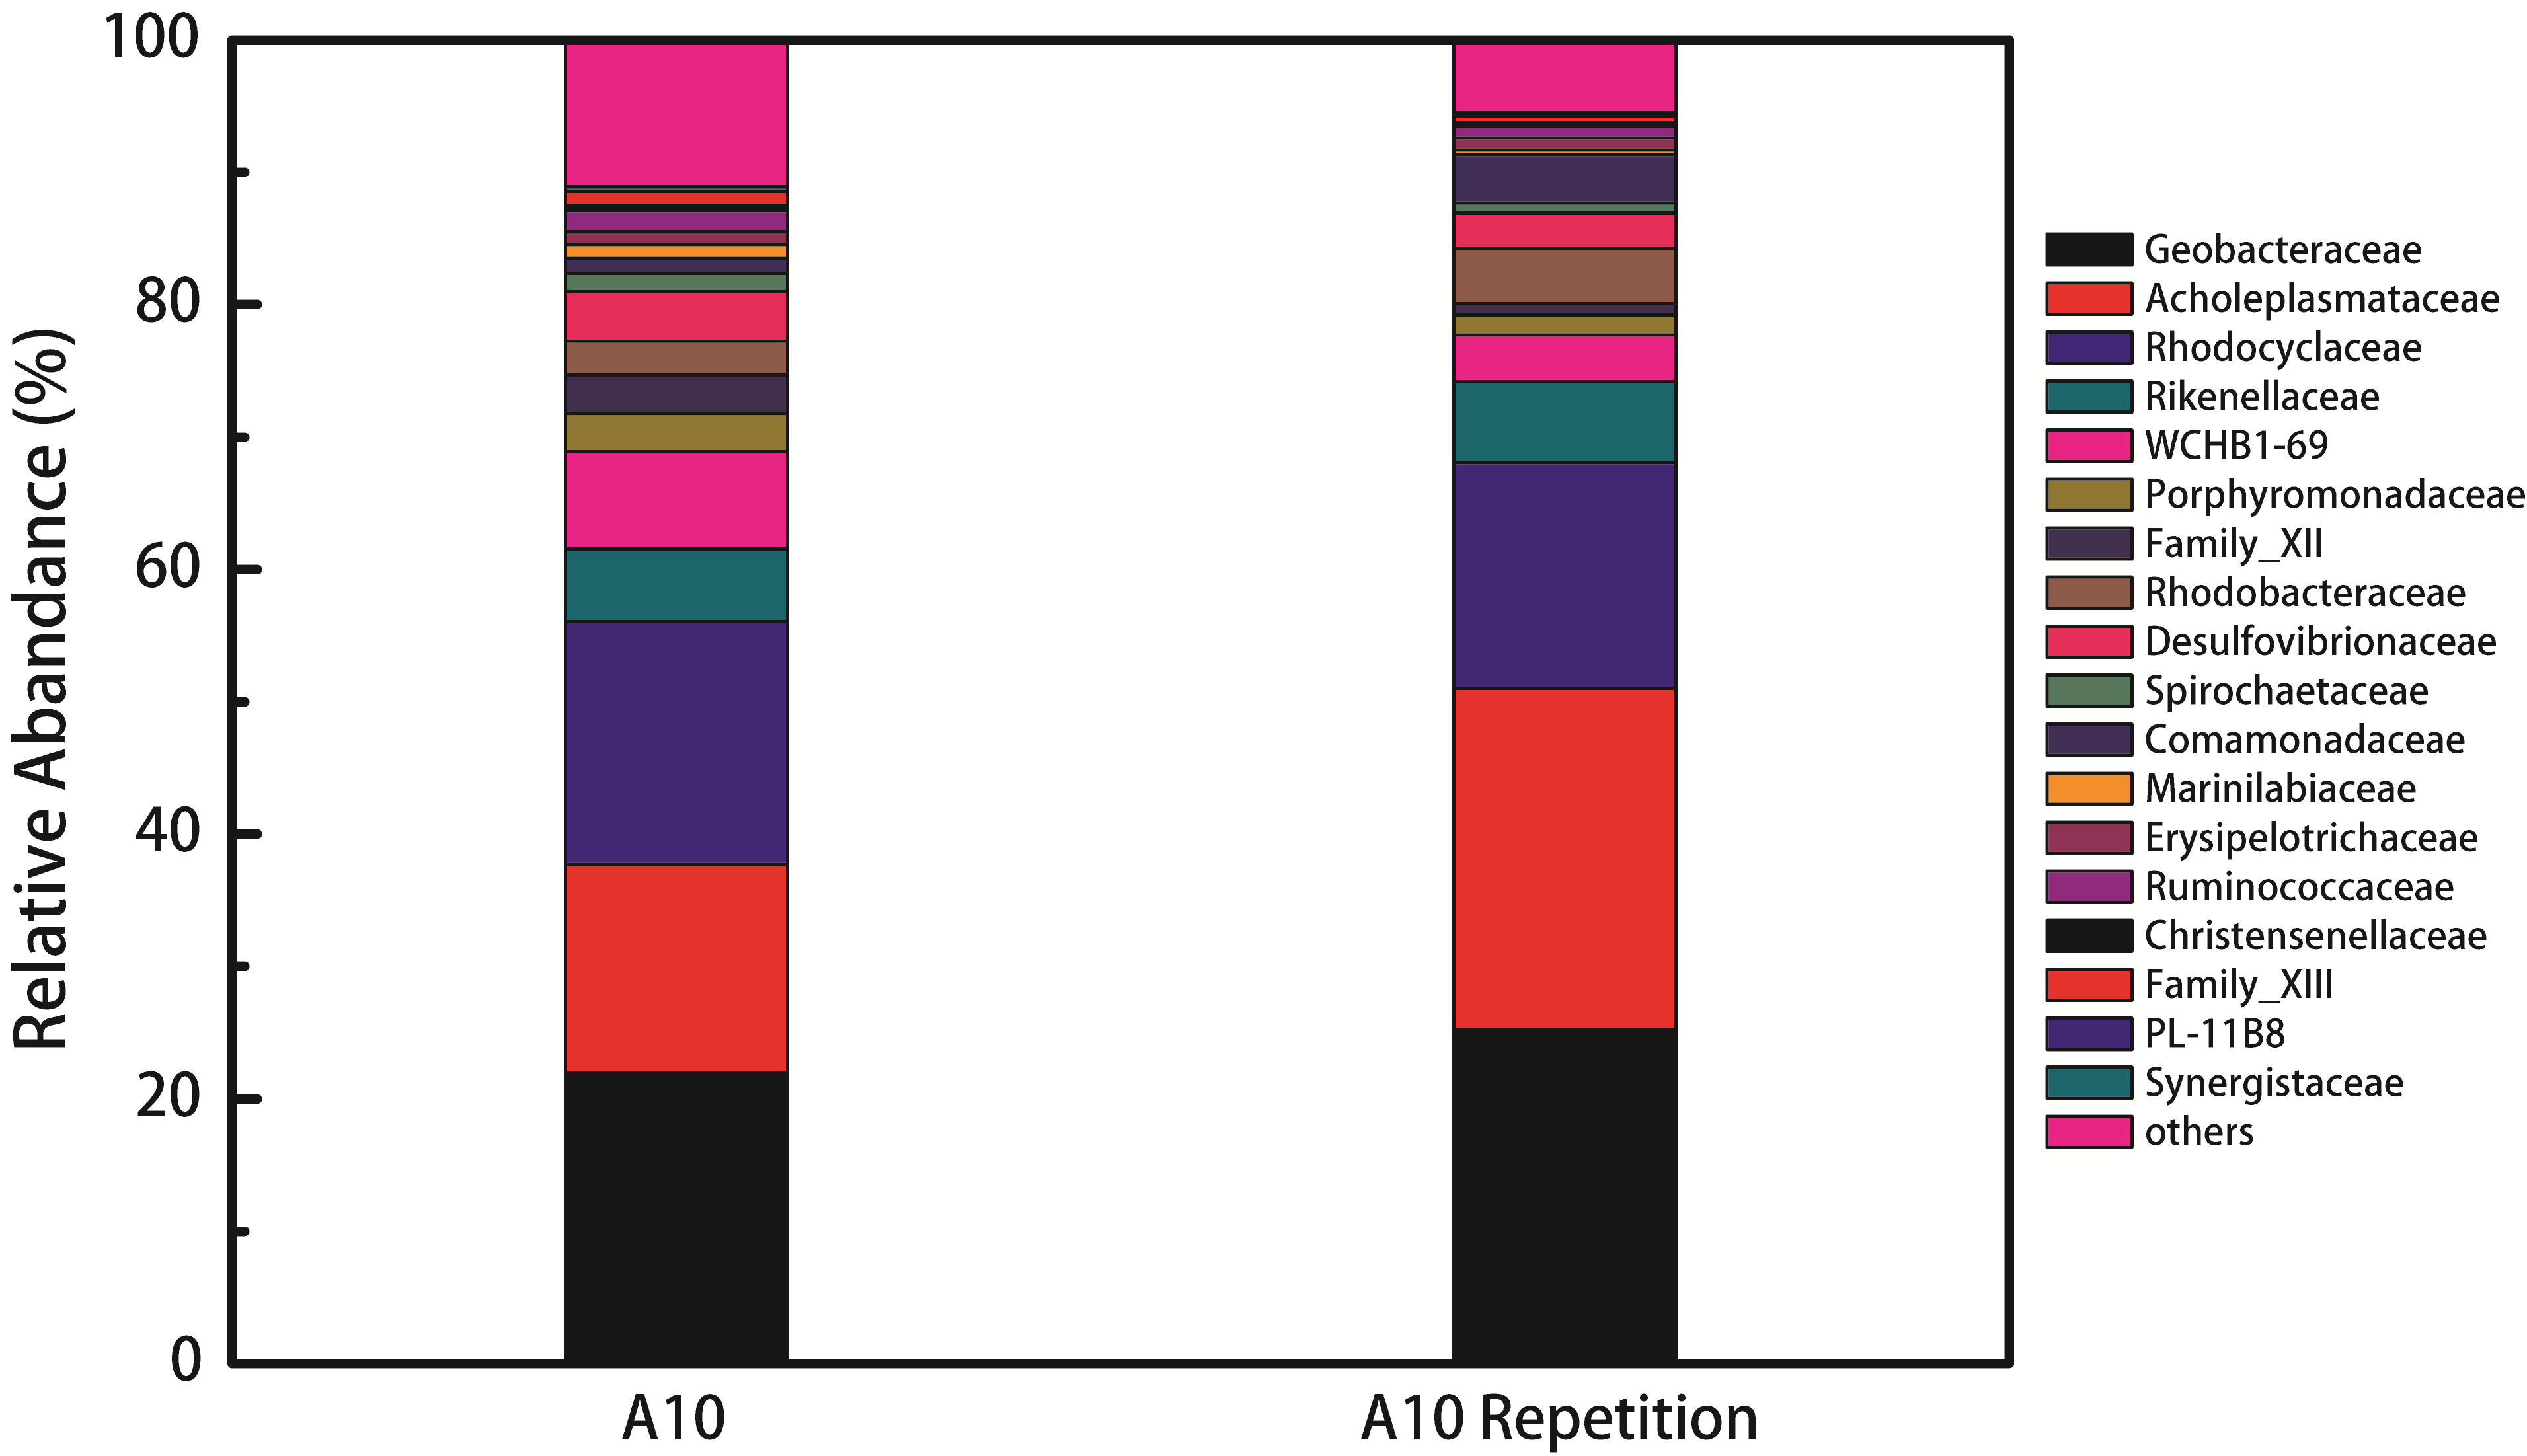 Relative Abandance (%)
100
80
60
40
20
0
A10
A10 Repetition
Geobacteraceae
Acholeplasmataceae
Rhodocyclaceae
Rikenellaceae
WCHB1-69
Porphyromonadaceae
Family_XII
Rhodobacteraceae
Desulfovibrionaceae
Spirochaetaceae
Comamonadaceae
Marinilabiaceae
Erysipelotrichaceae
Ruminococcaceae
Christensenellaceae
Family_XIII
PL-11B8
Synergistaceae
others